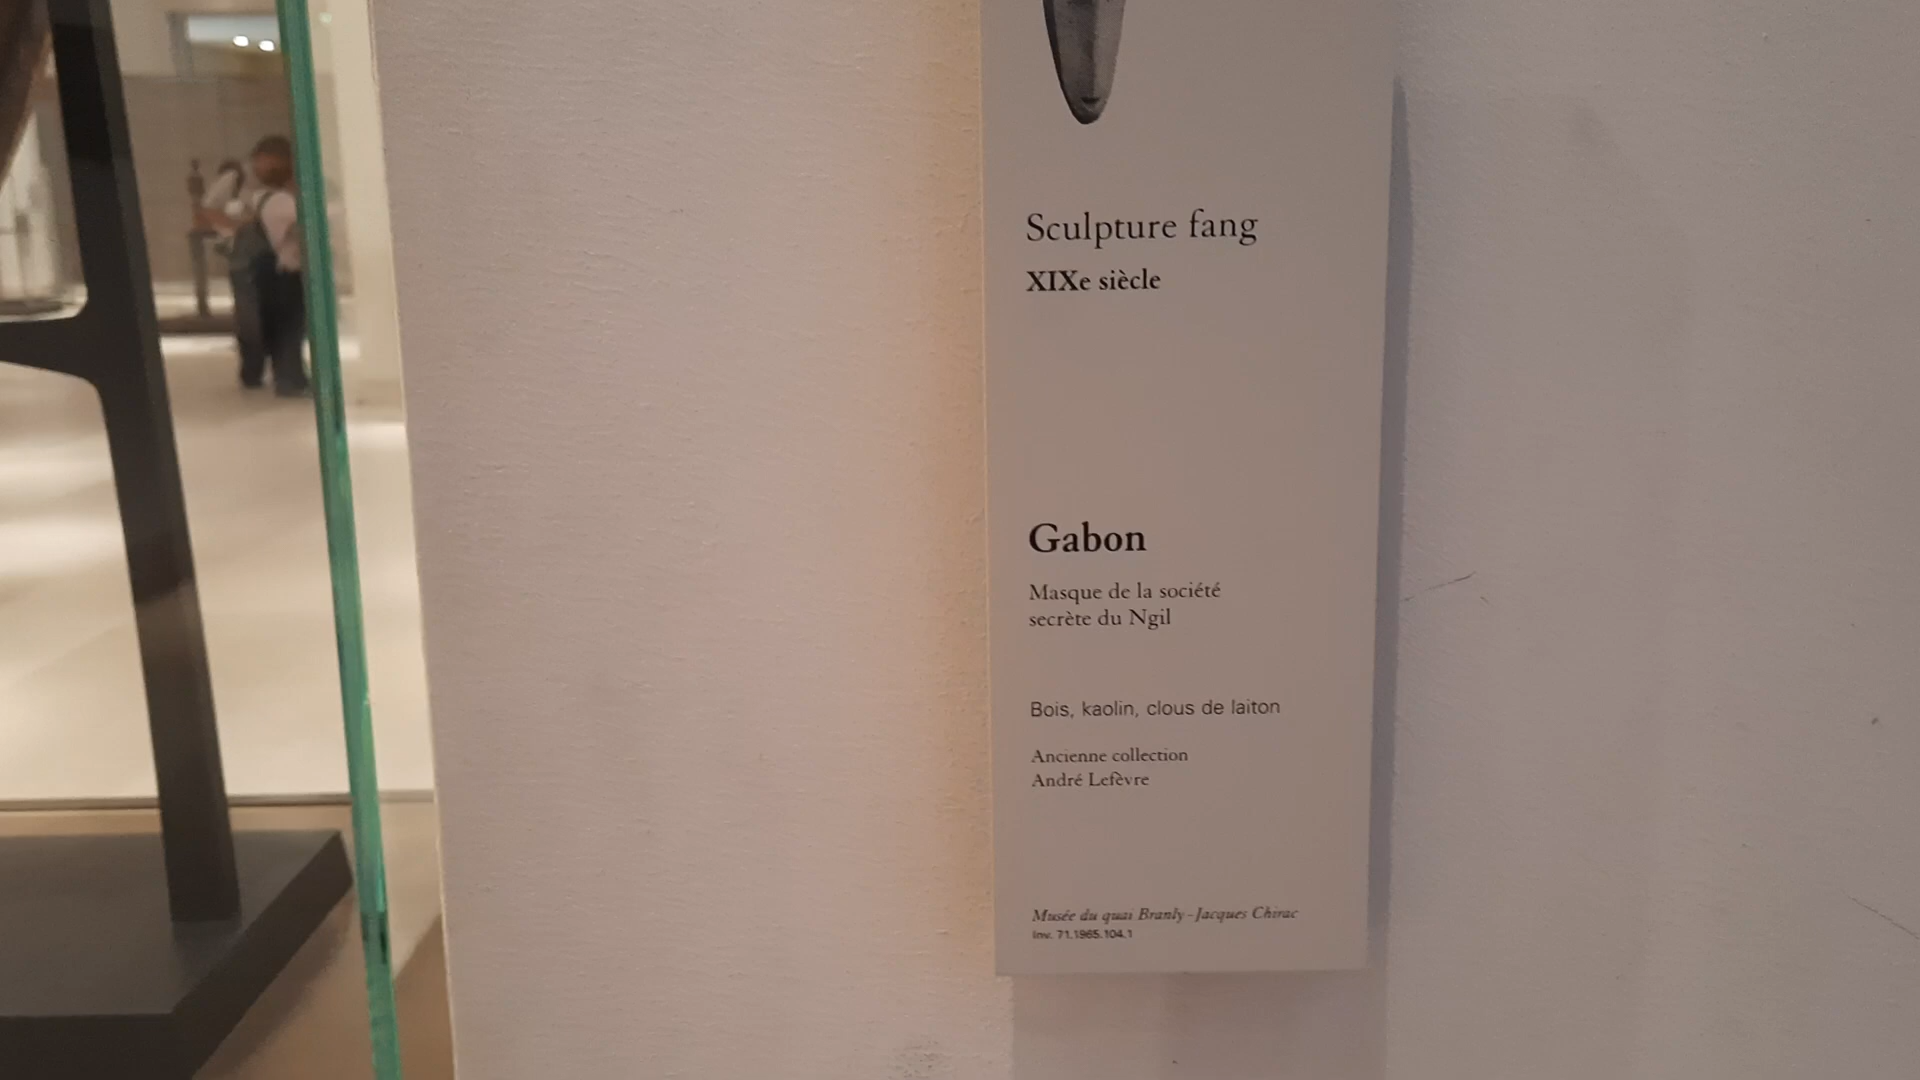 Sculpture fang
XIXe siècle
Gabon
Masque de la société
secrète du Ngil
Bois, kaolin, clous de laiton
Ancienne collection
André Lefèvre
Musée du quai Branly - Jacques Chirac
Inv. 71.1965.104.1